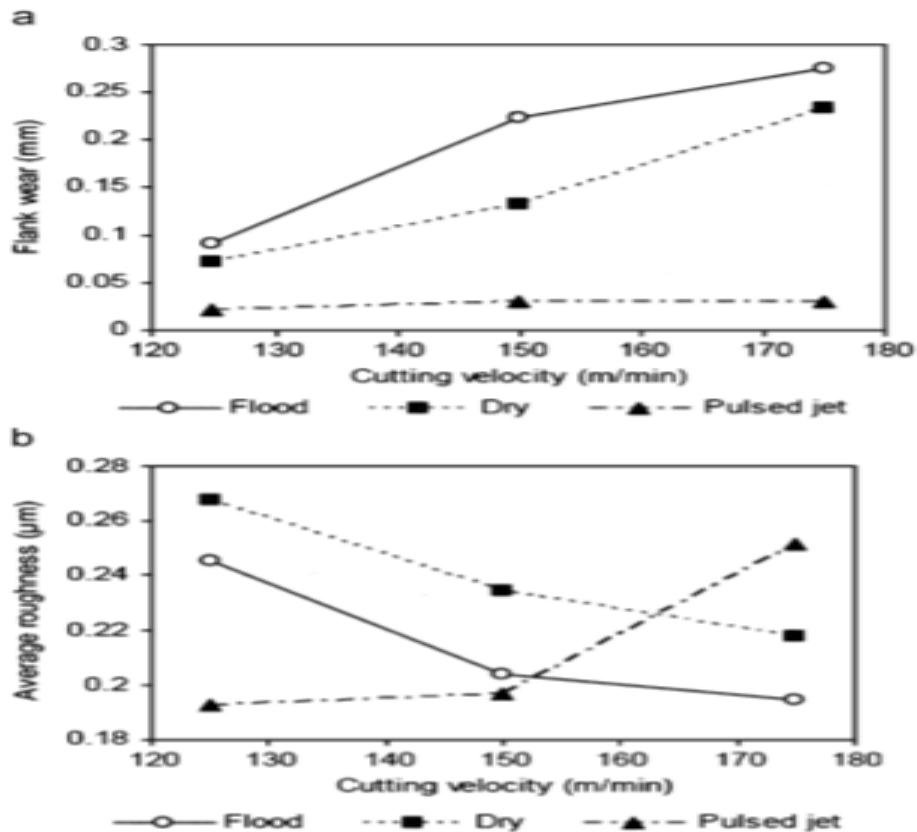 a
0.3
0.25
0.2
0.15
0.1
0.05
0
Flank wear (mm)
120 130 140 150 160 170 180
Cutting velocity (m/min)
Flood Dry Pulsed jet
b
0.28
0.26
0.24
0.22
0.2
0.18
Average roughness (µm)
120 130 140 150 160 170 180
Cutting velocity (m/min)
Flood Dry Pulsed jet